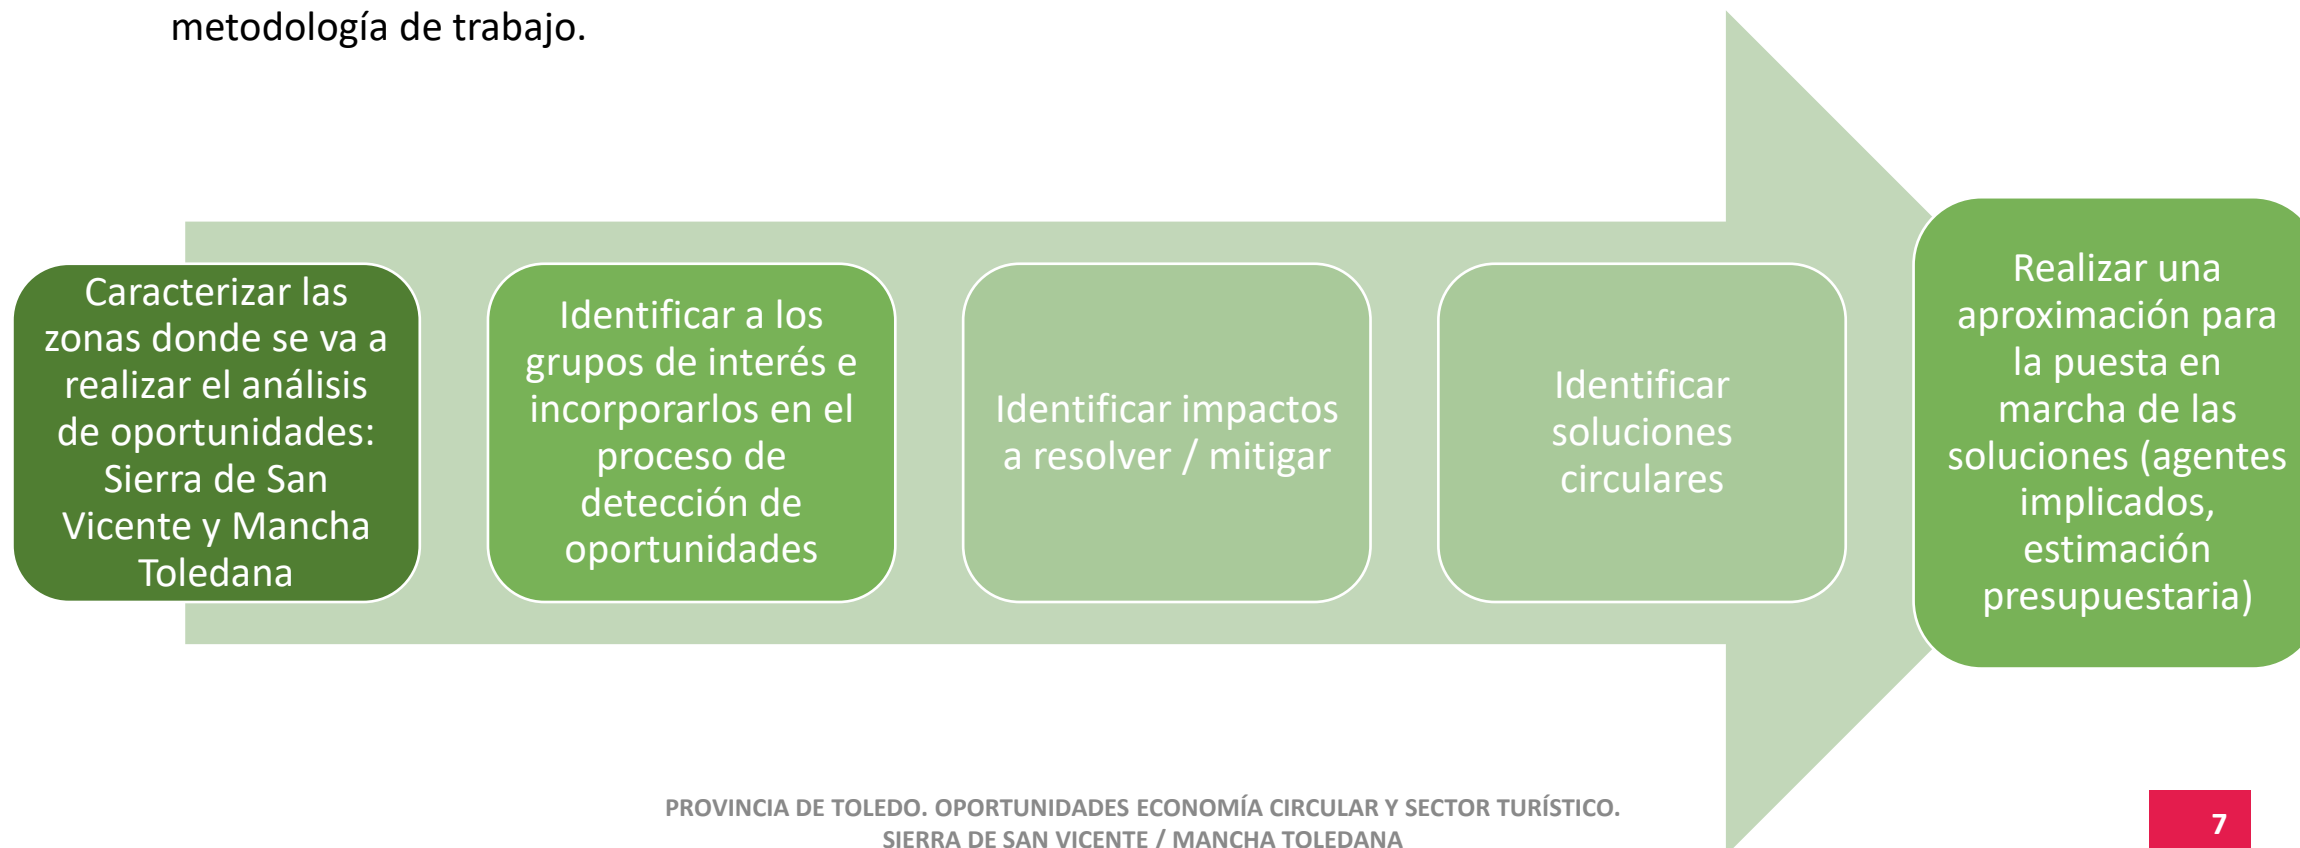 metodología de trabajo.
Caracterizar las
zonas donde se va a
realizar el análisis
de oportunidades:
Sierra de San
Vicente y Mancha
Toledana
Identificar a los
grupos de interés e
incorporarlos en el
proceso de
detección de
oportunidades
Identificar impactos
a resolver / mitigar
Identificar
soluciones
circulares
Realizar una
aproximación para
la puesta en
marcha de las
soluciones (agentes
implicados,
estimación
presupuestaria)
PROVINCIA DE TOLEDO. OPORTUNIDADES ECONOMÍA CIRCULAR Y SECTOR TURÍSTICO.
SIERRA DE SAN VICENTE / MANCHA TOLEDANA
7